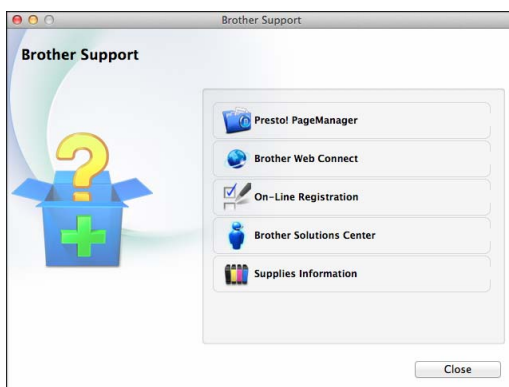 Brother Support
Brother Support
Presto! PageManager
Brother Web Connect
On-Line Registration
Brother Solutions Center
Supplies Information
Close